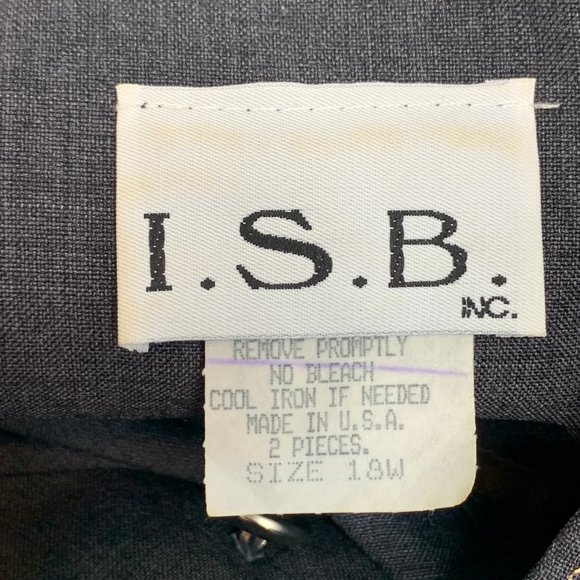 I.S.B.
INC.
REMOVE PROMPTLY
NO BLEACH
COOL IRON IF NEEDED
MADE IN U.S.A.
2 PIECES.
SIZE 18W